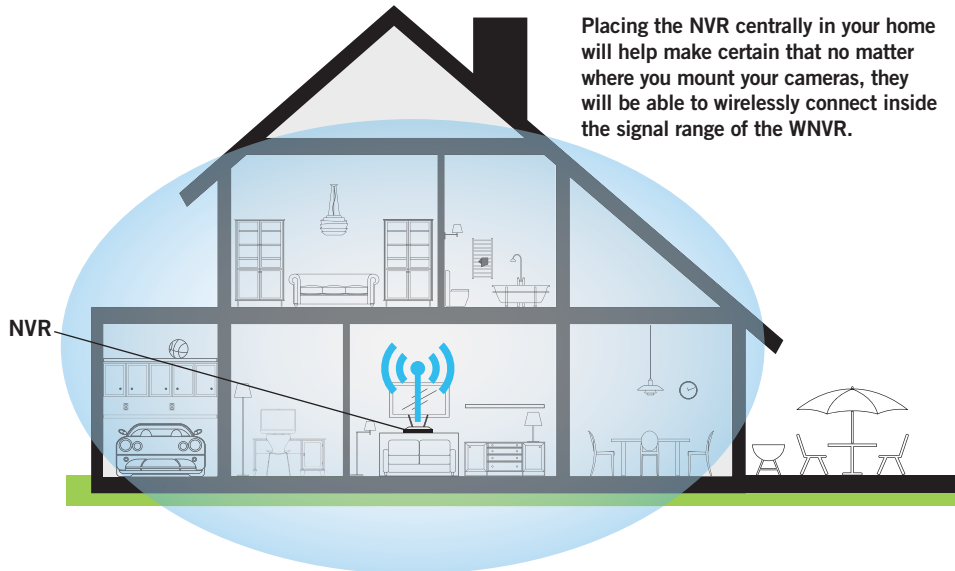 Placing the NVR centrally in your home
will help make certain that no matter
where you mount your cameras, they
will be able to wirelessly connect inside
the signal range of the WNVR.
NVR